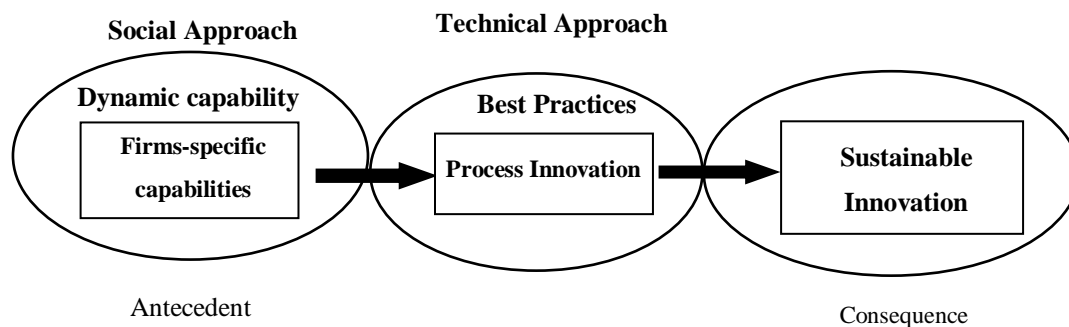 Social Approach
Technical Approach
Dynamic capability
Firms-specific
capabilities
Best Practices
Process Innovation
Sustainable
Innovation
Antecedent
Consequence